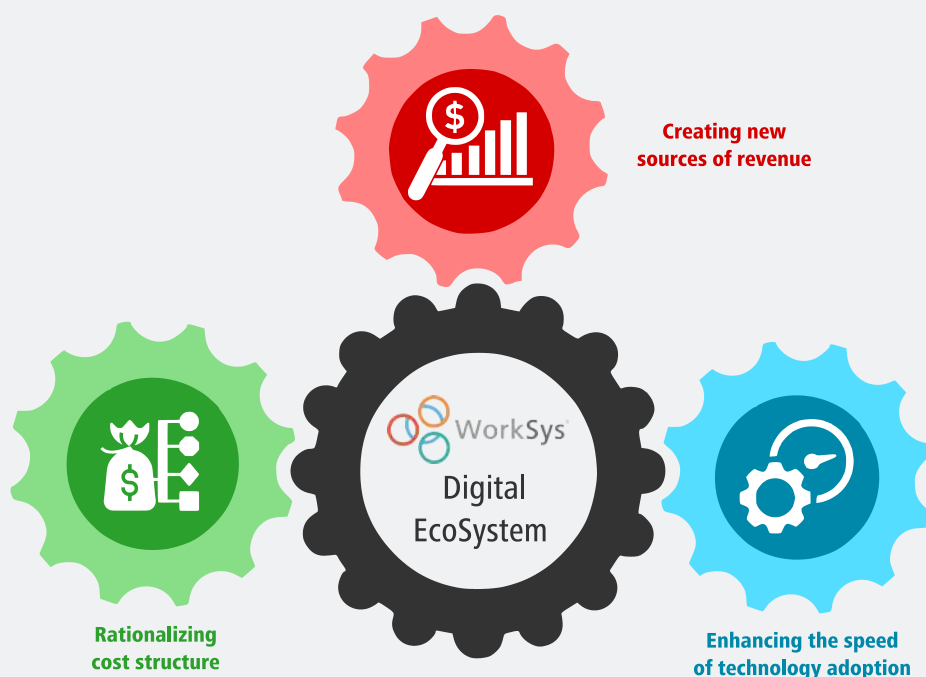 $
Creating new
sources of revenue
WorkSys
Digital
EcoSystem
$
Rationalizing
cost structure
Enhancing the speed
of technology adoption